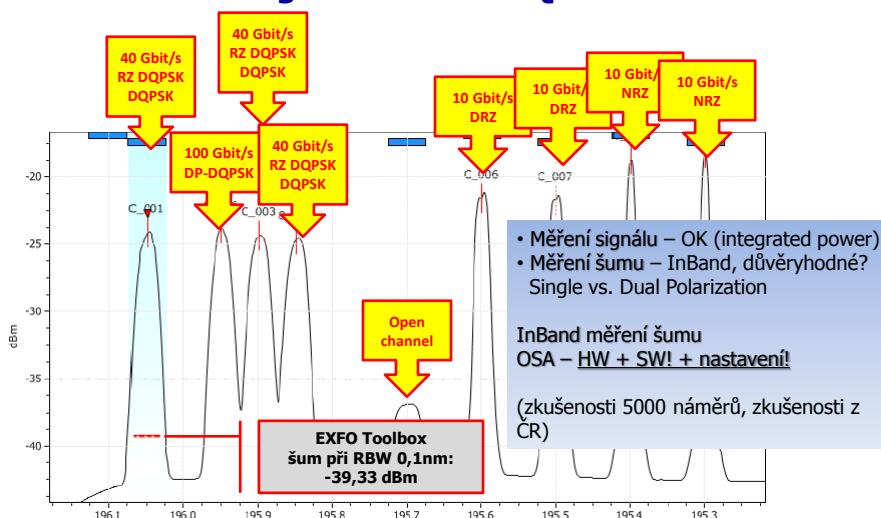 40 Gbit/s
RZ DQPSK
DQPSK
40 Gbit/s
RZ DQPSK
DQPSK
100 Gbit/s
DP-DQPSK
40 Gbit/s
RZ DQPSK
DQPSK
10 Gbit/s
DRZ
10 Gbit/s
DRZ
10 Gbit/
NRZ
10 Gbit/s
NRZ
C_001
C_003
C_006
C_007
-20
-25
-30
-35
-40
dBm
• Měření signálu – OK (integrated power)
• Měření šumu – InBand, důvěryhodné?
Single vs. Dual Polarization
InBand měření šumu
OSA – HW + SW! + nastavení!
(zkušenosti 5000 náměrů, zkušenosti z
ČR)
Open
channel
EXFO Toolbox
šum při RBW 0,1nm:
-39,33 dBm
196.1 196.0 195.9 195.8 195.7 195.6 195.5 195.4 195.3